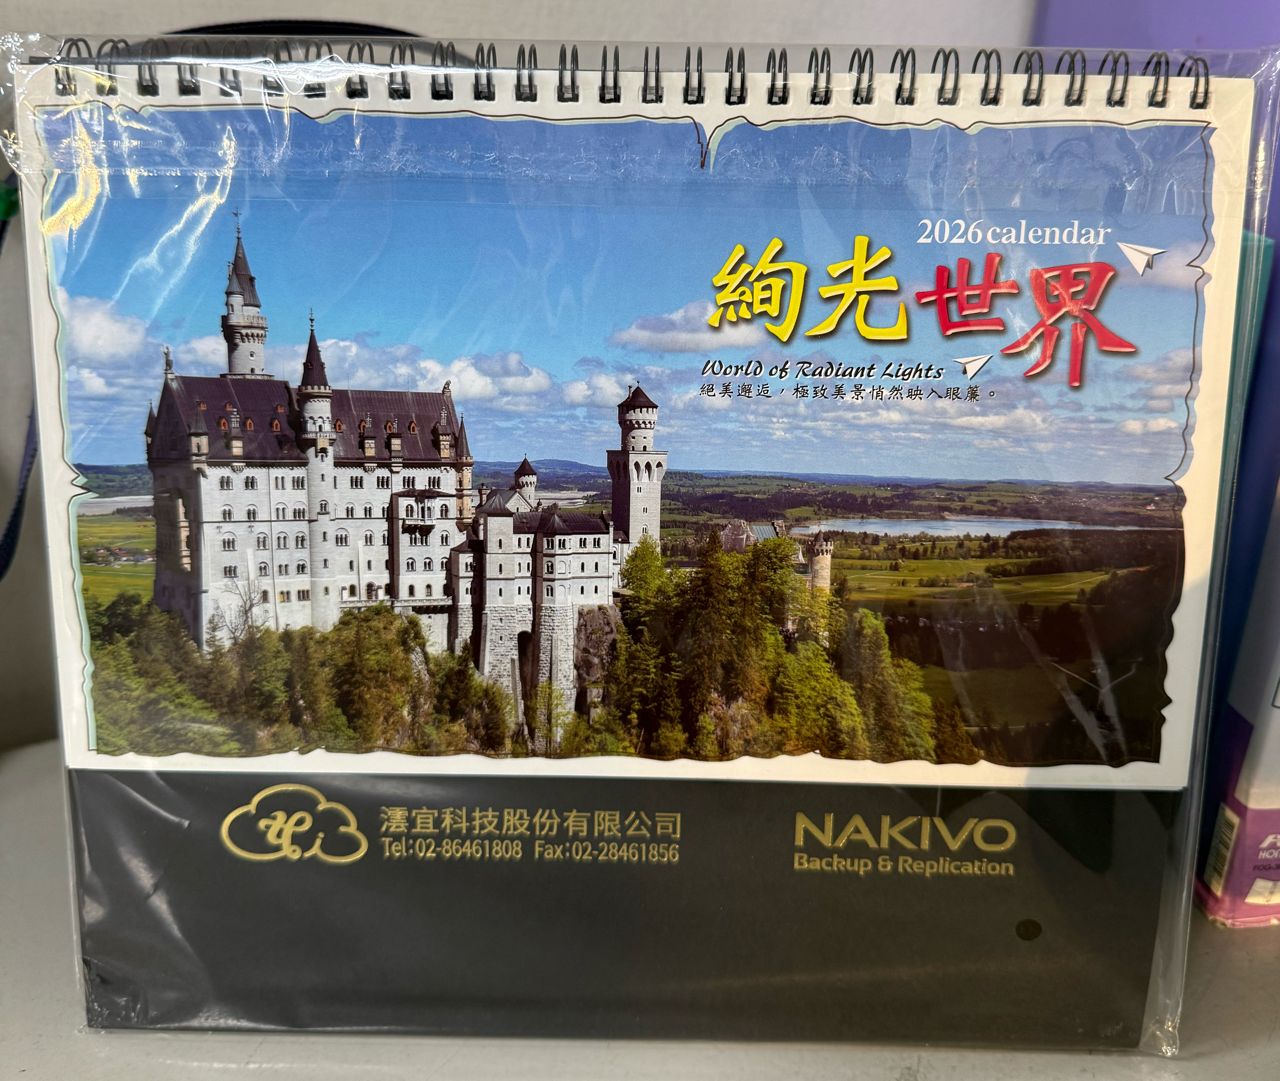 2026 calendar
絢光世界
World of Radiant Lights
絕美邂逅，極致美景悄然映入眼簾。
澐宜科技股份有限公司
Tel:02-86461808 Fax:02-28461856
NAKIVO
Backup & Replication